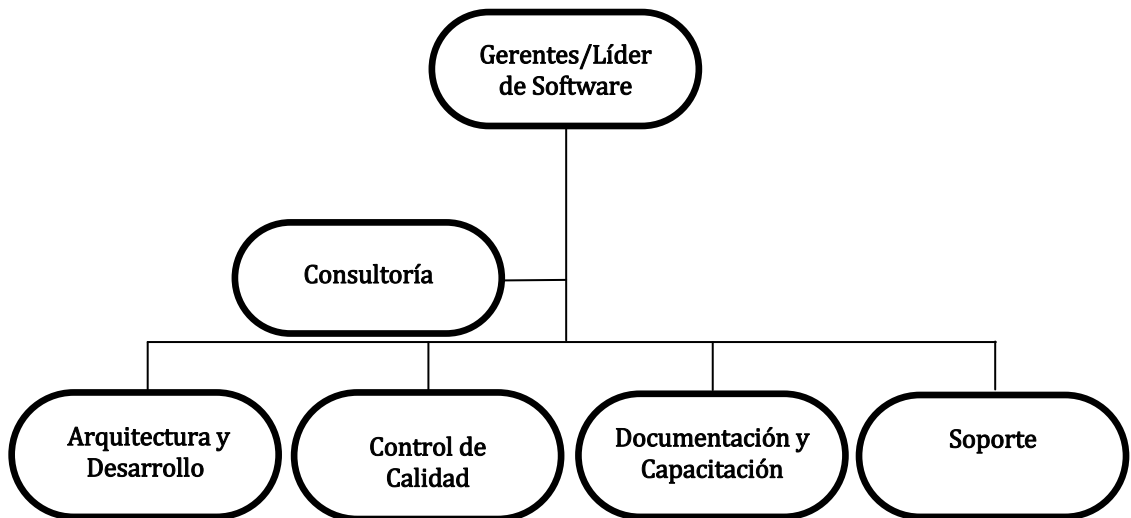 Gerentes/Líder
de Software
Consultoría
Arquitectura y
Desarrollo
Control de
Calidad
Documentación y
Capacitación
Soporte